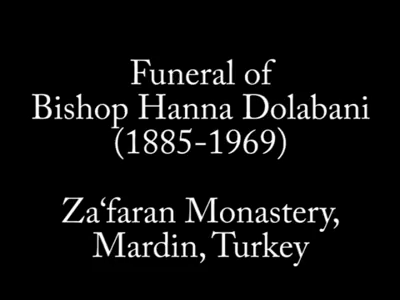 Funeral of
Bishop Hanna Dolabani
(1885-1969)
Za‘faran Monastery,
Mardin, Turkey